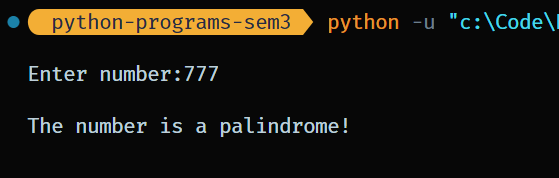 python-programs-sem3 python -u "c:\Code\
Enter number:777
The number is a palindrome!